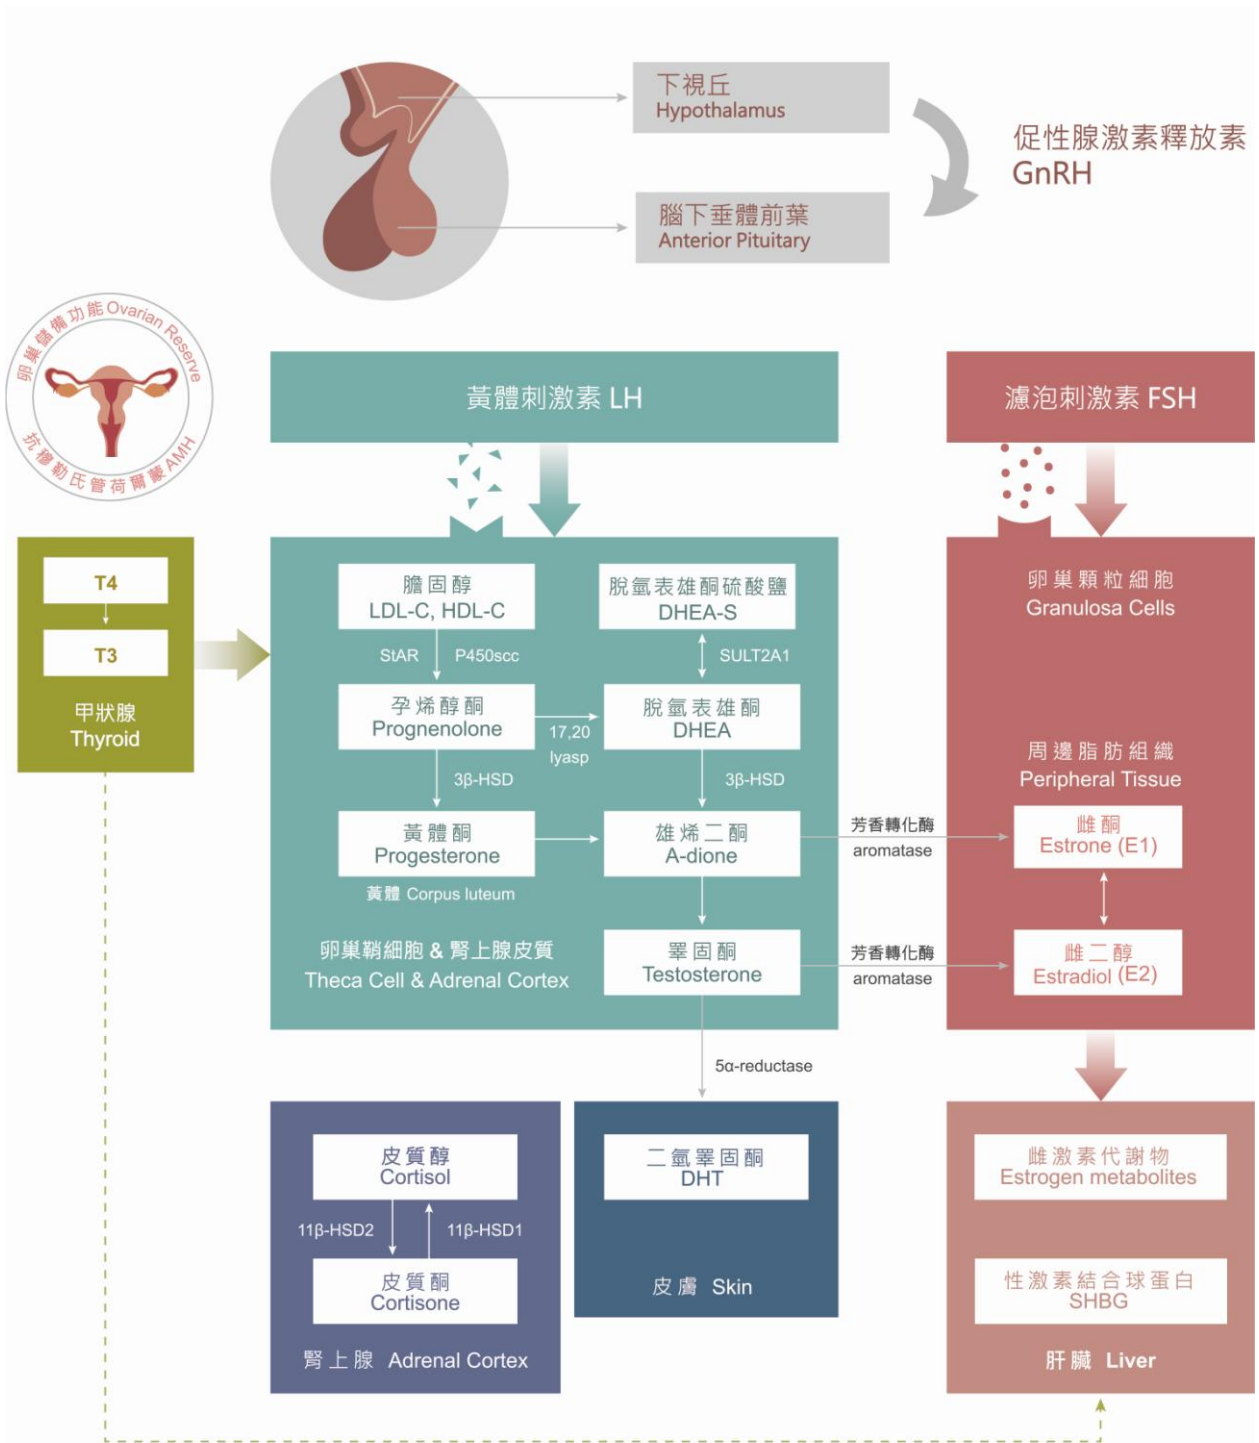 下視丘
Hypothalamus
促性腺激素釋放素
GnRH
腦下垂體前葉
Anterior Pituitary
卵巢儲備功能 Ovarian Reserve
抗穆勒氏管荷爾蒙AMH
黃體刺激素 LH
濾泡刺激素 FSH
T4
T3
甲狀腺
Thyroid
膽固醇
LDL-C, HDL-C
脫氫表雄酮硫酸鹽
DHEA-S
StAR
P450scc
SULT2A1
孕烯醇酮
Prognenolone
17,20
lyasp
脫氫表雄酮
DHEA
3β-HSD
3β-HSD
黃體酮
Progesterone
雄烯二酮
A-dione
黃體 Corpus luteum
卵巢鞘細胞 & 腎上腺皮質
Theca Cell & Adrenal Cortex
睪固酮
Testosterone
芳香轉化酶
aromatase
芳香轉化酶
aromatase
卵巢顆粒細胞
Granulosa Cells
周邊脂肪組織
Peripheral Tissue
雌酮
Estrone (E1)
雌二醇
Estradiol (E2)
5α-reductase
皮質醇
Cortisol
11β-HSD2
11β-HSD1
皮質酮
Cortisone
腎上腺 Adrenal Cortex
二氫睪固酮
DHT
皮膚 Skin
雌激素代謝物
Estrogen metabolites
性激素結合球蛋白
SHBG
肝臟 Liver